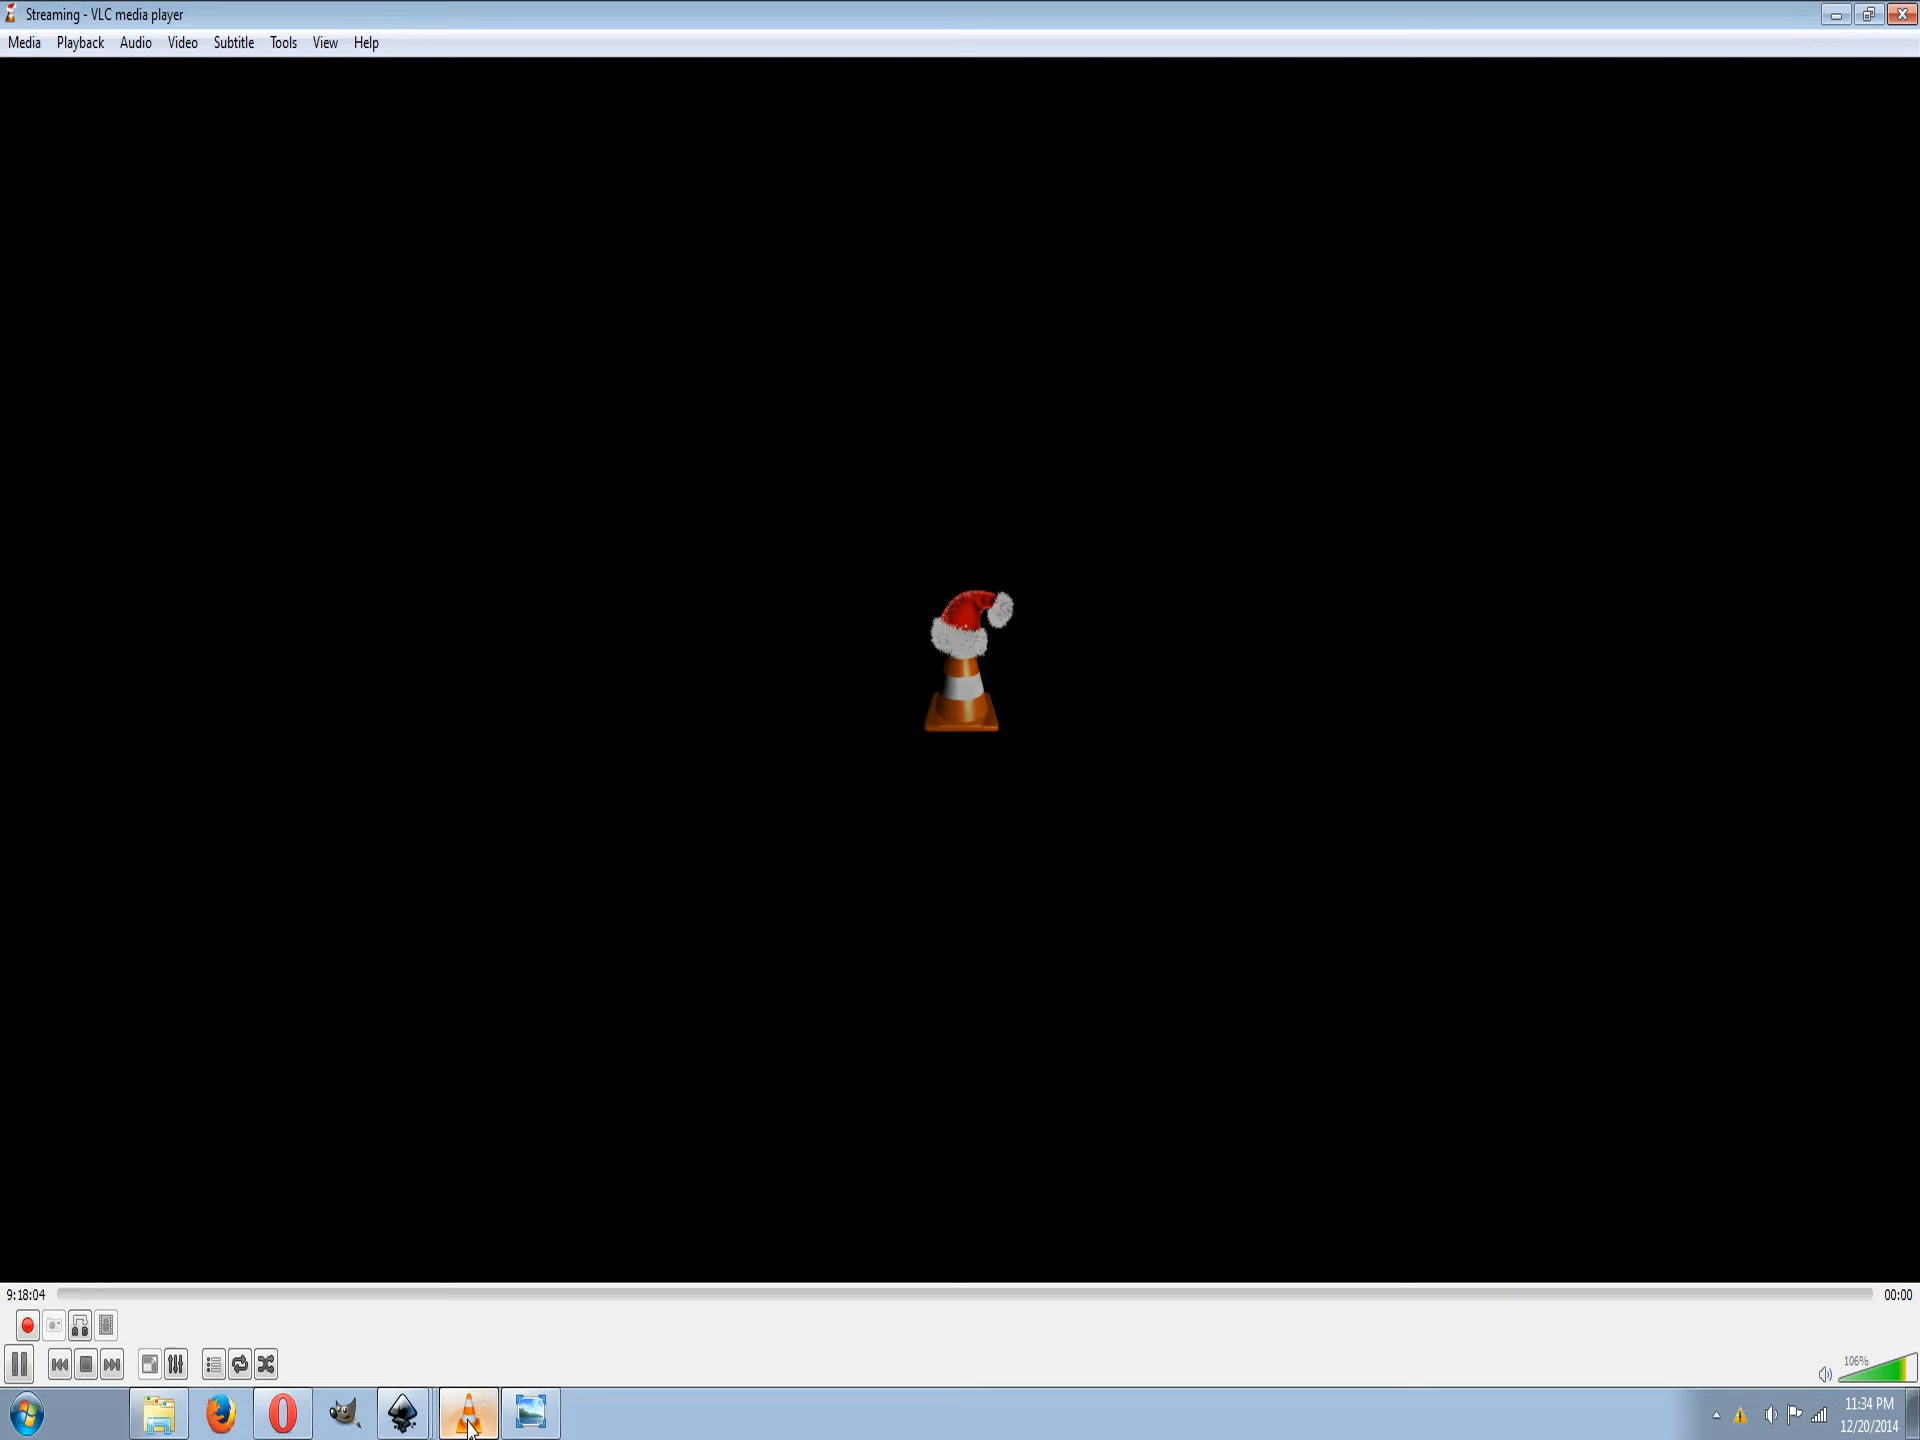 Streaming - VLC media player
Media Playback Audio Video Subtitle Tools View Help
9:18:04 00:00
106%
11:34 PM
12/20/2014